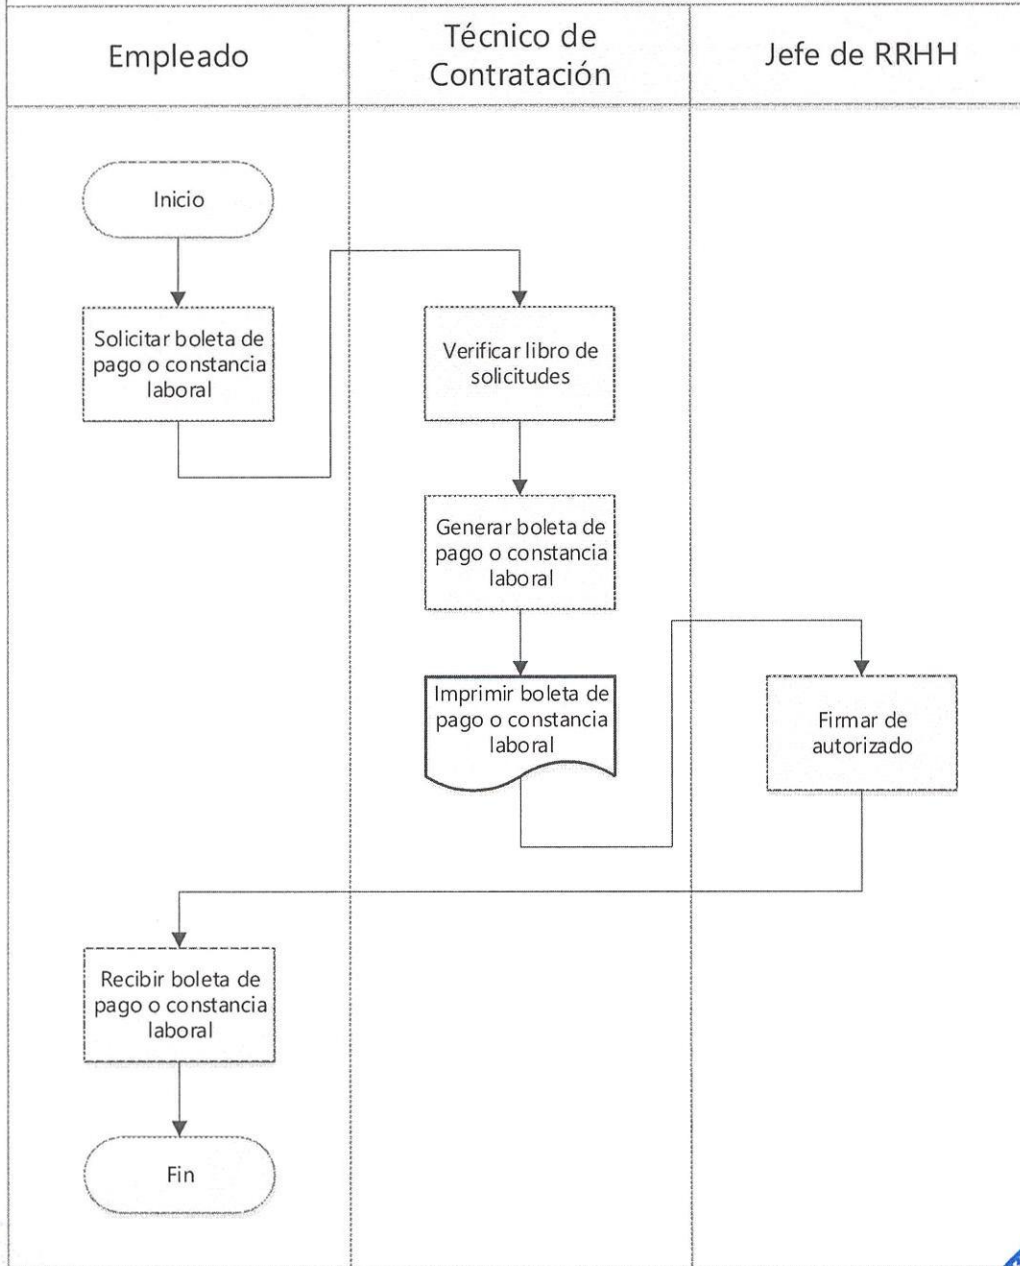 Empleado
Técnico de
Contratación
Jefe de RRHH
Inicio
Solicitar boleta de
pago o constancia
laboral
Verificar libro de
solicitudes
Generar boleta de
pago o constancia
laboral
Imprimir boleta de
pago o constancia
laboral
Firmar de
autorizado
Recibir boleta de
pago o constancia
laboral
Fin